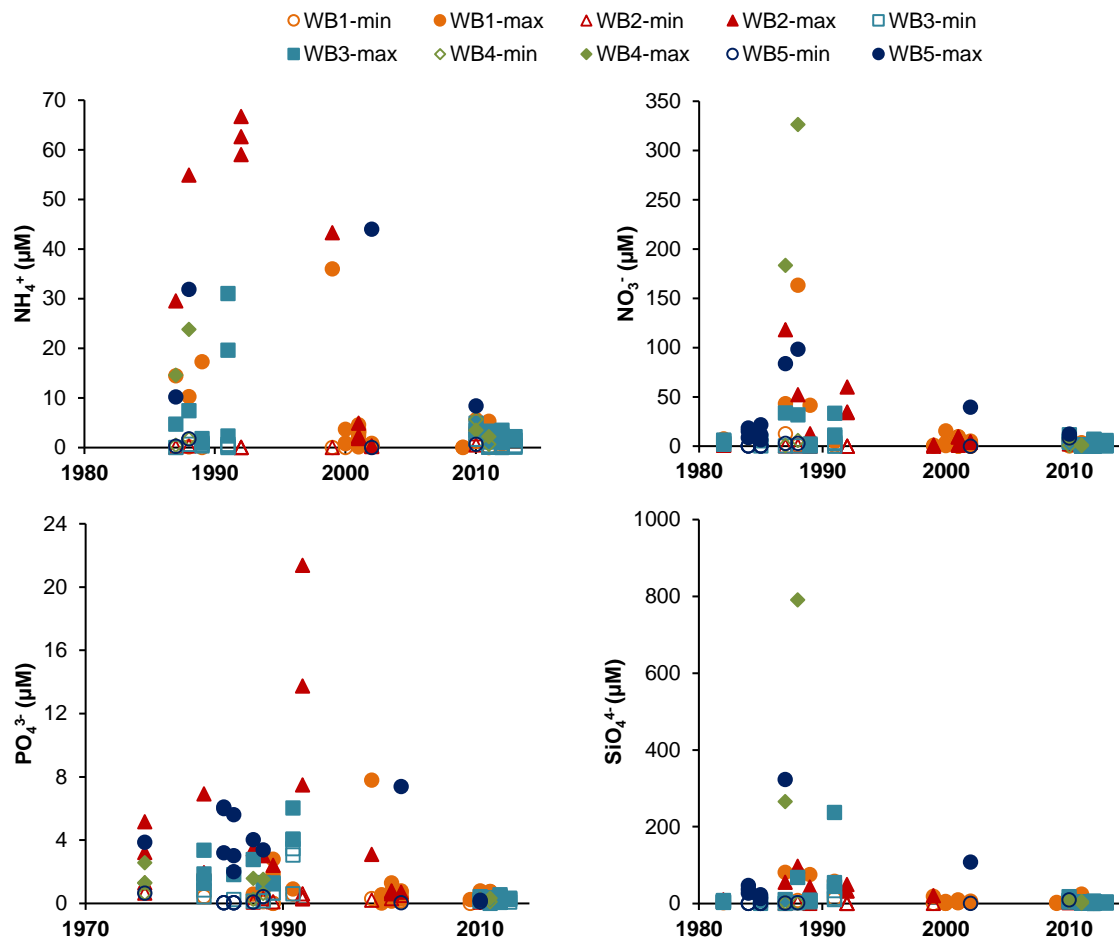 WB1-min WB1-max WB2-min WB2-max WB3-min
WB3-max WB4-min WB4-max WB5-min WB5-max
NH₄⁺ (µM)
70
60
50
40
30
20
10
0
1980 1990 2000 2010
NO₃⁻ (µM)
350
300
250
200
150
100
50
0
1980 1990 2000 2010
PO₄³⁻ (µM)
24
20
16
12
8
4
0
1970 1990 2010
SiO₄⁴⁻ (µM)
1000
800
600
400
200
0
1980 1990 2000 2010